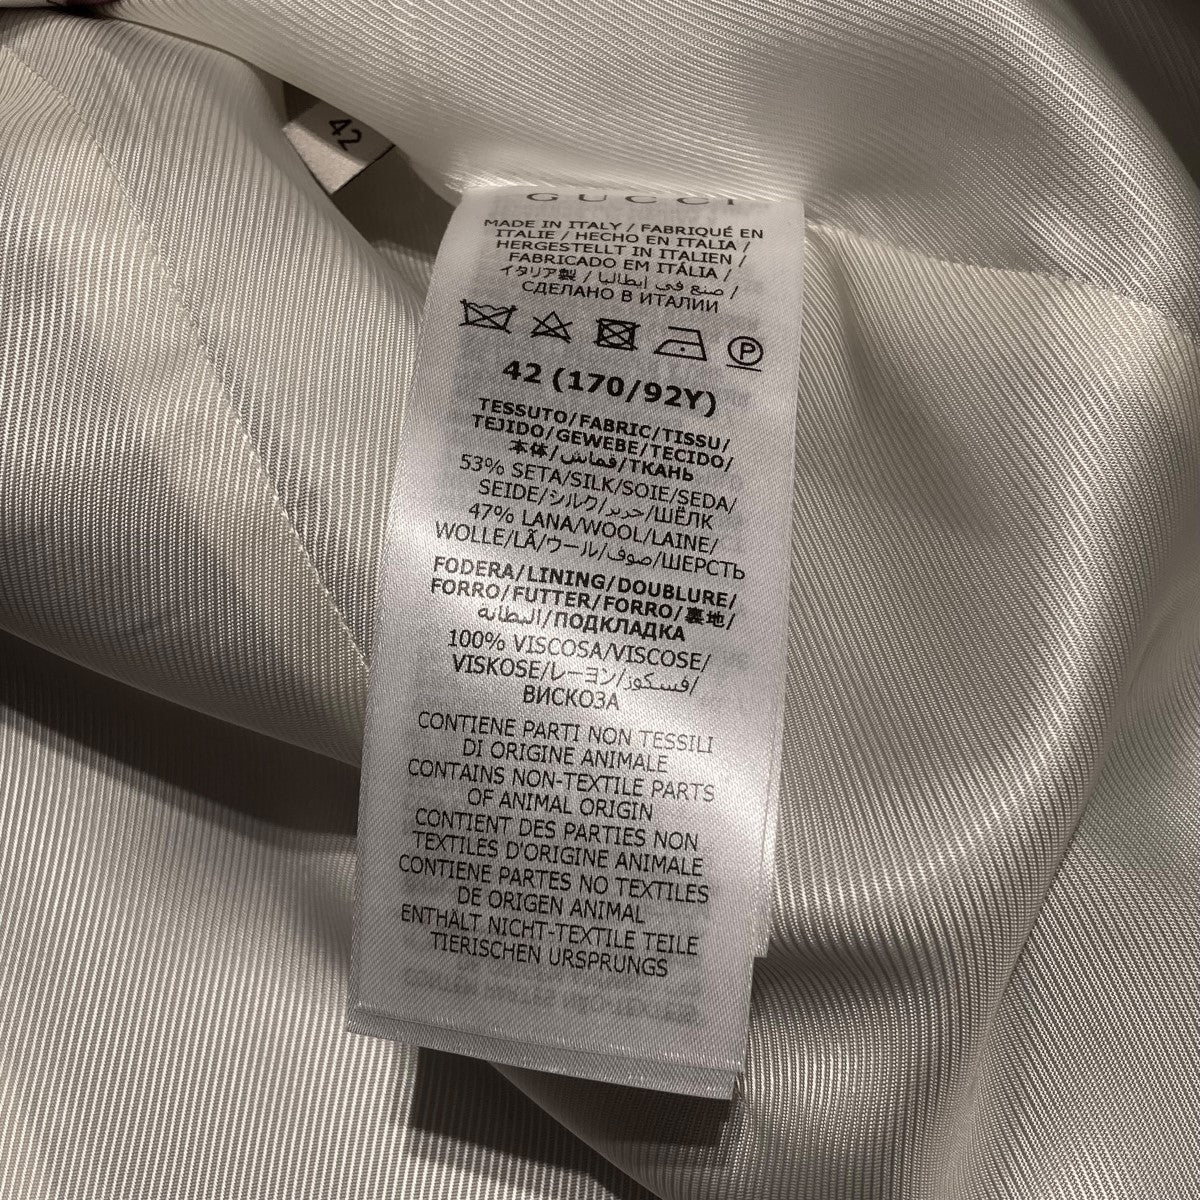 42
GUCCI
MADE IN ITALY / FABRIQUÉ EN
ITALIE / HECHO EN ITALIA /
HERGESTELLT IN ITALIEN /
FABRICADO EM ITÁLIA /
イタリア製 / صنع في إيطاليا /
СДЕЛАНО В ИТАЛИИ
P
42 (170/92Y)
TESSUTO/FABRIC/TISSU/
TEJIDO/GEWEBE/TECIDO/
本体/قماش/ТКАНЬ
53% SETA/SILK/SOIE/SEDA/
SEIDE/シルク/حرير/ШЁЛК
47% LANA/WOOL/LAINE/
WOLLE/LÃ/ウール/صوف/ШЕРСТЬ
FODERA/LINING/DOUBLURE/
FORRO/FUTTER/FORRO/裏地/
البطانة/ПОДКЛАДКА
100% VISCOSA/VISCOSE/
VISKOSE/レーヨン/فسكوز/
ВИСКОЗА
CONTIENE PARTI NON TESSILI
DI ORIGINE ANIMALE
CONTAINS NON-TEXTILE PARTS
OF ANIMAL ORIGIN
CONTIENT DES PARTIES NON
TEXTILES D'ORIGINE ANIMALE
CONTIENE PARTES NO TEXTILES
DE ORIGEN ANIMAL
ENTHÄLT NICHT-TEXTILE TEILE
TIERISCHEN URSPRUNGS